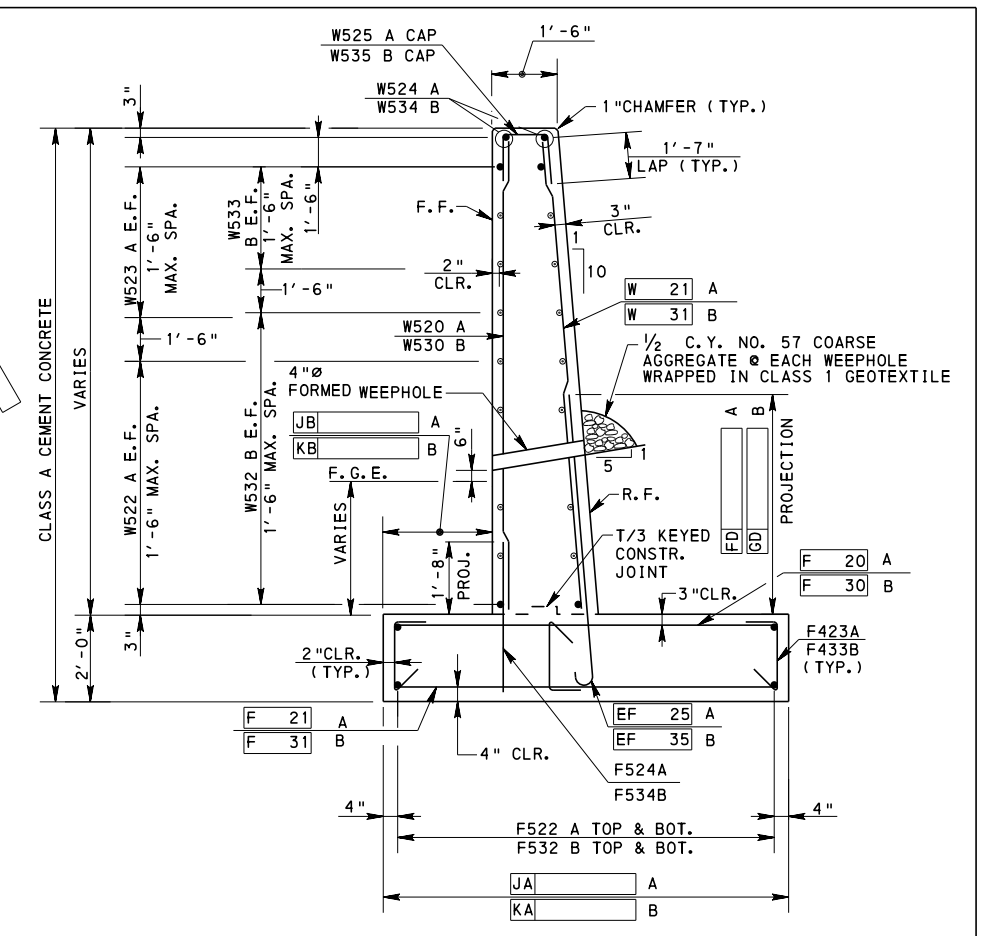 W525 A CAP
W535 B CAP
1'-6"
W524 A
W534 B
1"CHAMFER (TYP.)
1'-7"
LAP (TYP.)
3"
F.F.
3"
CLR.
1
10
2"
CLR.
W523 A E.F.
1'-6"
MAX. SPA.
W533
B E.F.
1'-6"
MAX. SPA.
1'-6"
1'-6"
1'-6"
W 21 A
W 31 B
W520 A
W530 B
½ C.Y. NO. 57 COARSE
AGGREGATE @ EACH WEEPHOLE
WRAPPED IN CLASS 1 GEOTEXTILE
4"Ø
FORMED WEEPHOLE
JB A
KB B
CLASS A CEMENT CONCRETE
VARIES
W522 A E.F.
1'-6" MAX. SPA.
W532 B E.F.
1'-6" MAX. SPA.
6"
F.G.E.
VARIES
5
1
R.F.
FD A
GD B
PROJECTION
1'-8"
PROJ.
T/3 KEYED
CONSTR.
JOINT
F 20 A
F 30 B
3"CLR.
2'-0"
3"
2"CLR.
(TYP.)
F423A
F433B
(TYP.)
F 21 A
F 31 B
4" CLR.
EF 25 A
EF 35 B
F524A
F534B
4"
4"
F522 A TOP & BOT.
F532 B TOP & BOT.
JA A
KA B